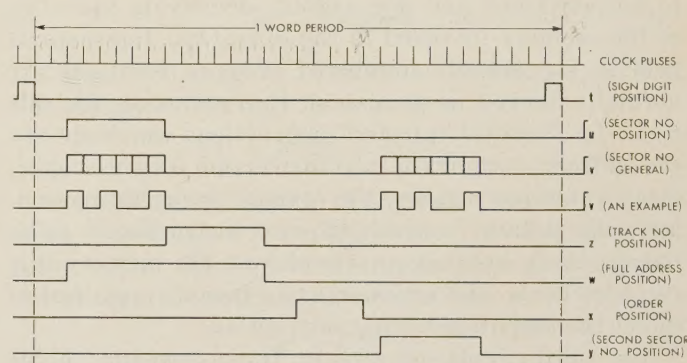 1 WORD PERIOD
CLOCK PULSES
t (SIGN DIGIT
POSITION)
u (SECTOR NO.
POSITION)
v (SECTOR NO
GENERAL)
v (AN EXAMPLE)
z (TRACK NO.
POSITION)
w (FULL ADDRESS
POSITION)
x (ORDER
POSITION)
y (SECOND SECTOR
NO. POSITION)